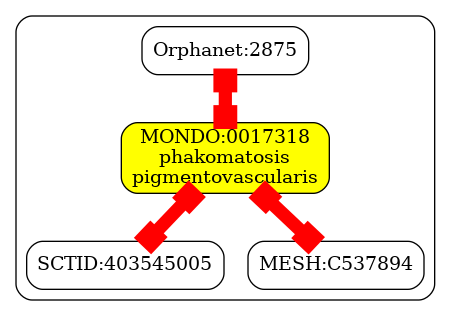 Orphanet:2875
MONDO:0017318
phakomatosis
pigmentovascularis
SCTID:403545005
MESH:C537894